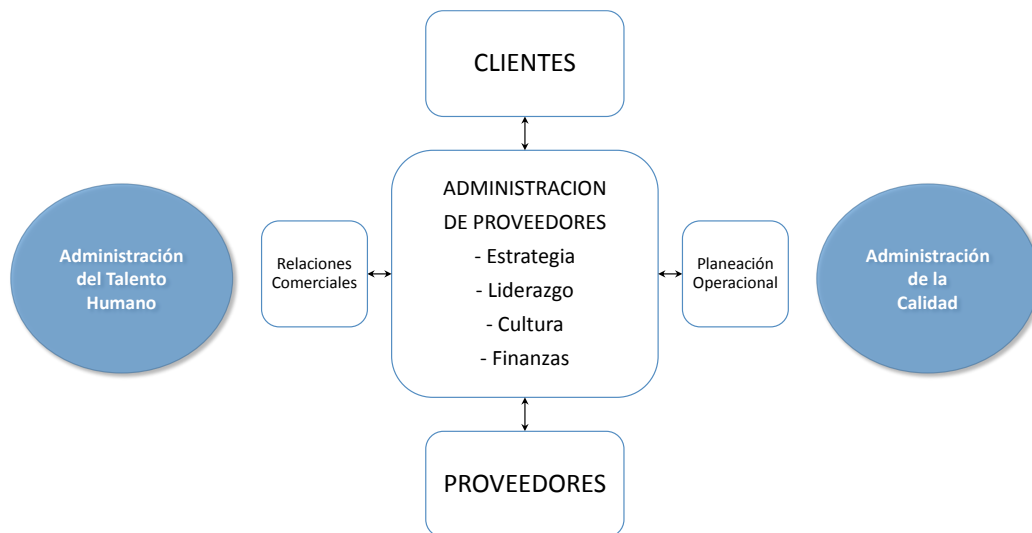 CLIENTES
ADMINISTRACION
DE PROVEEDORES
- Estrategia
- Liderazgo
- Cultura
- Finanzas
Administración
del Talento
Humano
Relaciones
Comerciales
Planeación
Operacional
Administración
de la
Calidad
PROVEEDORES